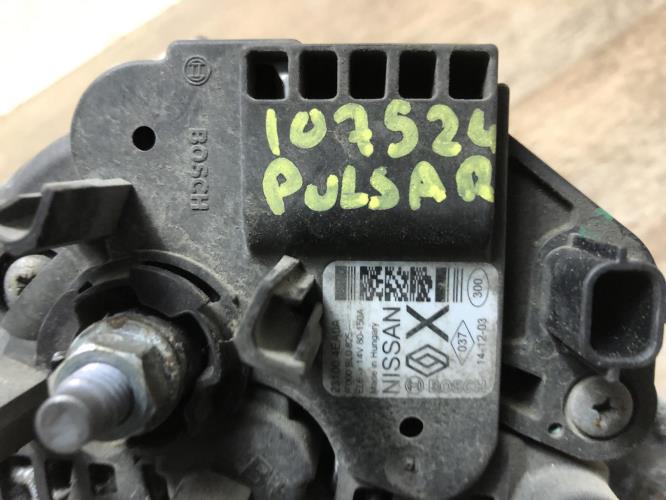 107524
PULSAR
BOSCH
Made in Hungary
NISSAN
X
BOSCH
037
14-12-03
300